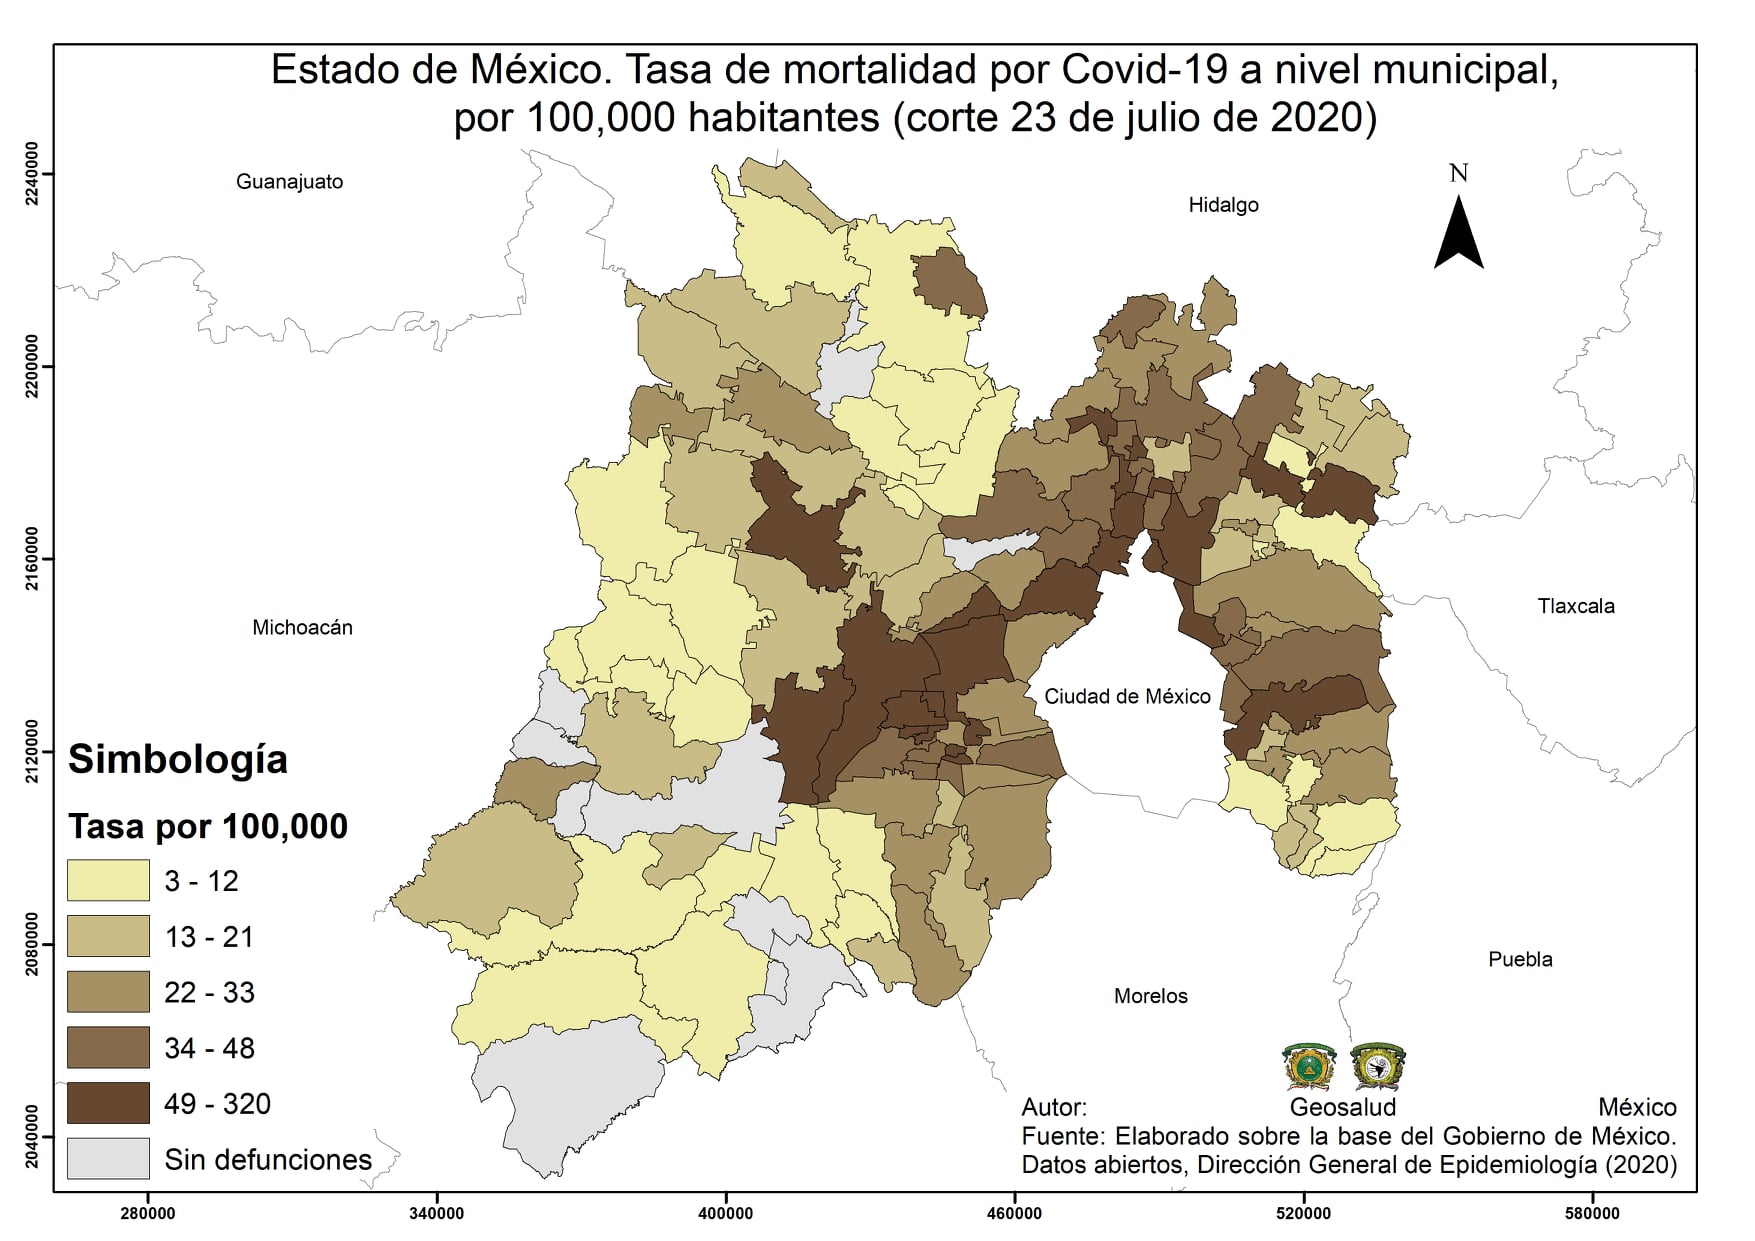 Estado de México. Tasa de mortalidad por Covid-19 a nivel municipal,
por 100,000 habitantes (corte 23 de julio de 2020)
2240000
2200000
2160000
2120000
2080000
2040000
Guanajuato
Hidalgo
N
Michoacán
Tlaxcala
Ciudad de México
Puebla
Morelos
Simbología
Tasa por 100,000
3 - 12
13 - 21
22 - 33
34 - 48
49 - 320
Sin defunciones
Autor: Geosalud México
Fuente: Elaborado sobre la base del Gobierno de México.
Datos abiertos, Dirección General de Epidemiología (2020)
280000
340000
400000
460000
520000
580000